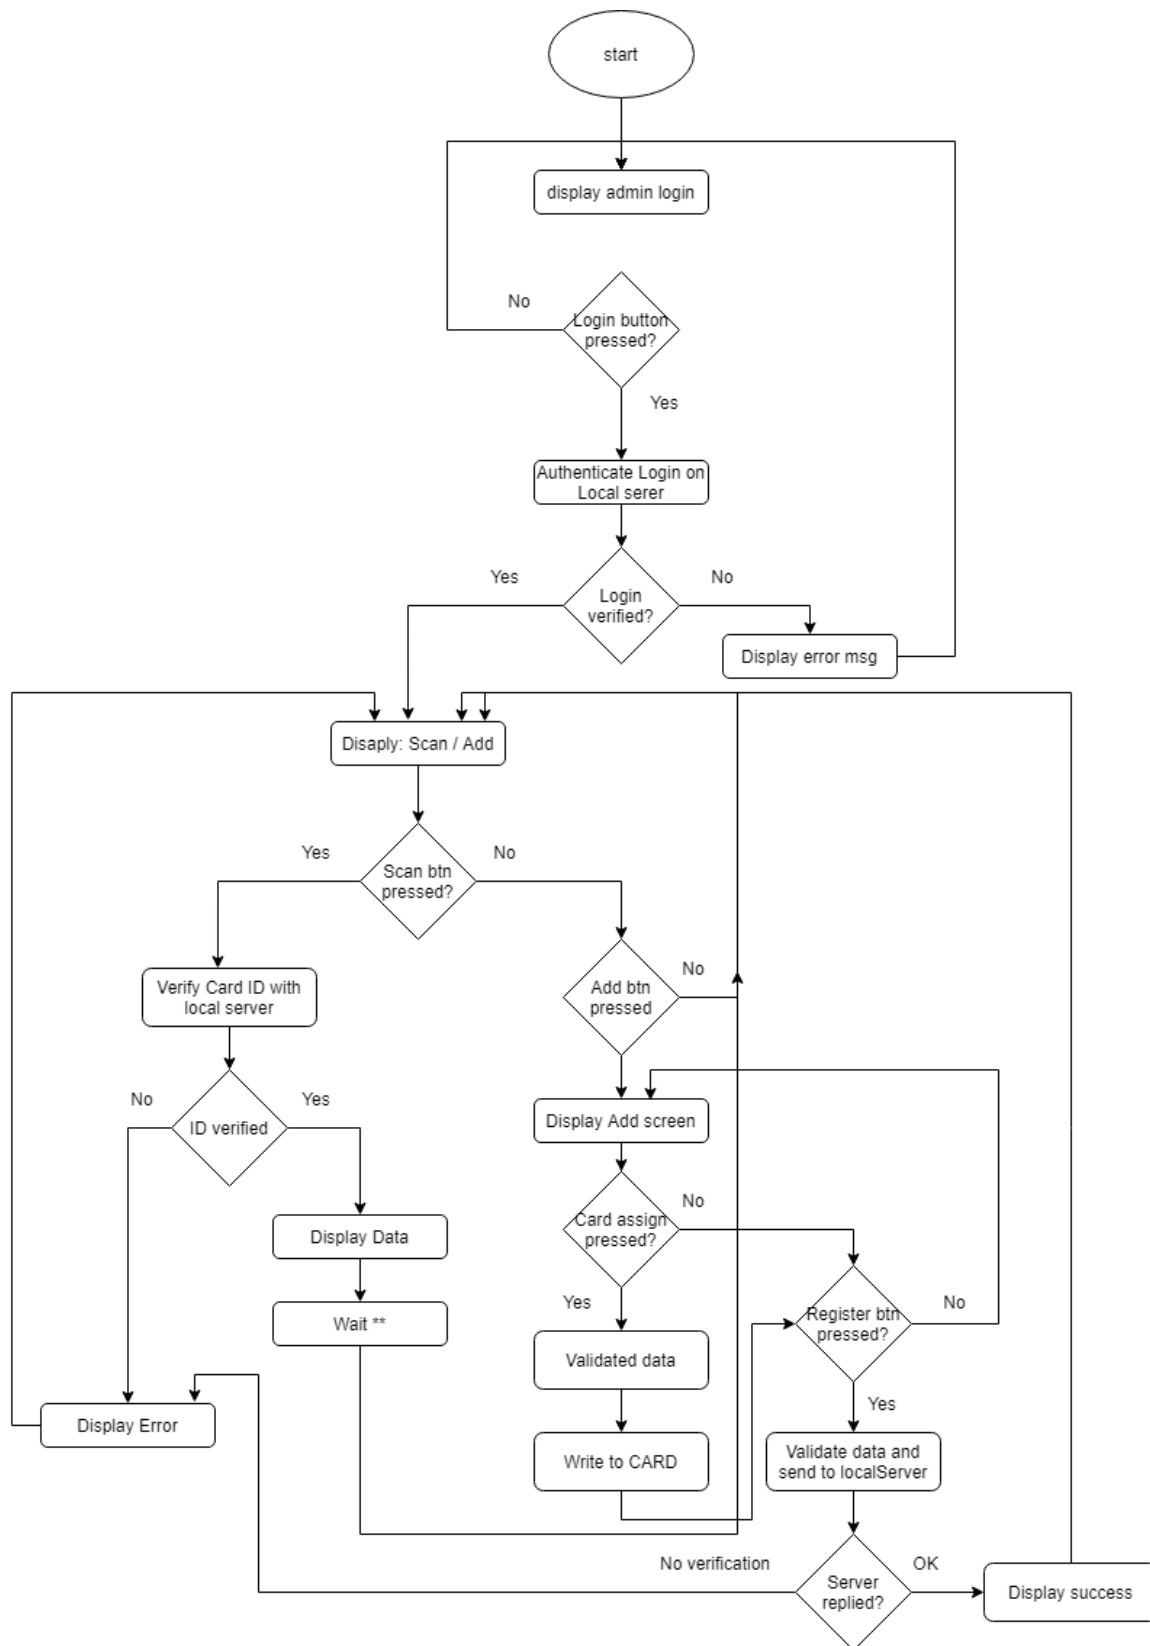 start
display admin login
No
Login button
pressed?
Yes
Authenticate Login on
Local serer
Yes
No
Login
verified?
Display error msg
Disaply: Scan / Add
Yes
No
Scan btn
pressed?
Verify Card ID with
local server
No
Add btn
pressed
No
Yes
ID verified
Display Add screen
No
Card assign
pressed?
Display Data
Yes
No
Wait **
Register btn
pressed?
Validated data
Yes
Display Error
Write to CARD
Validate data and
send to localServer
No verification
OK
Server
replied?
Display success